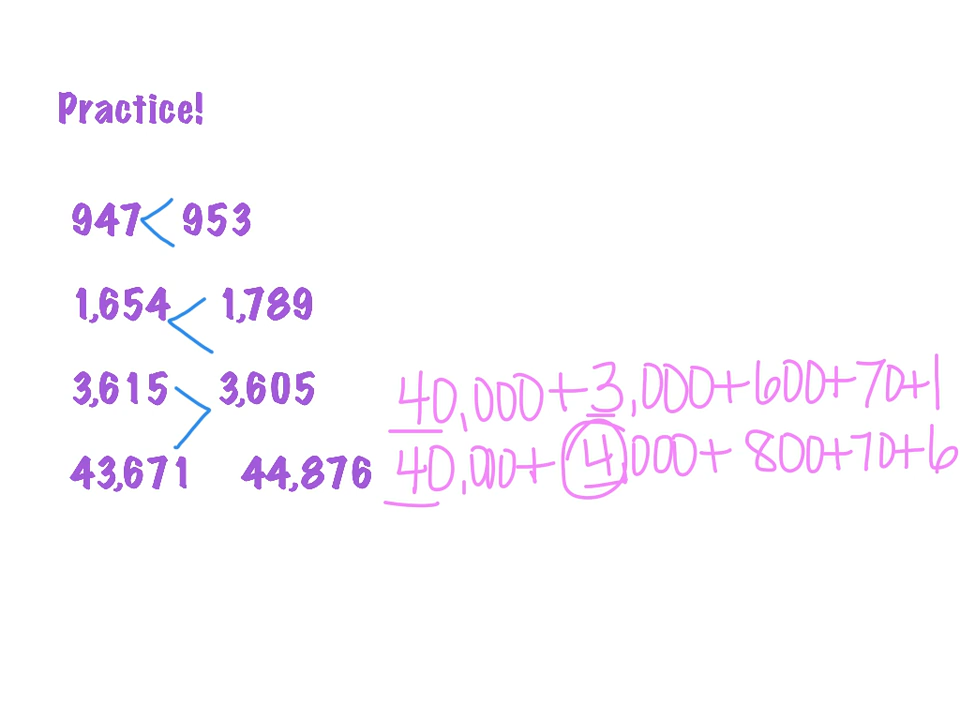 Practice!
947 < 953
1,654 < 1,789
3,615 > 3,605
40,000+3,000+600+70+1
43,671 44,876
40,000+4,000+800+70+6